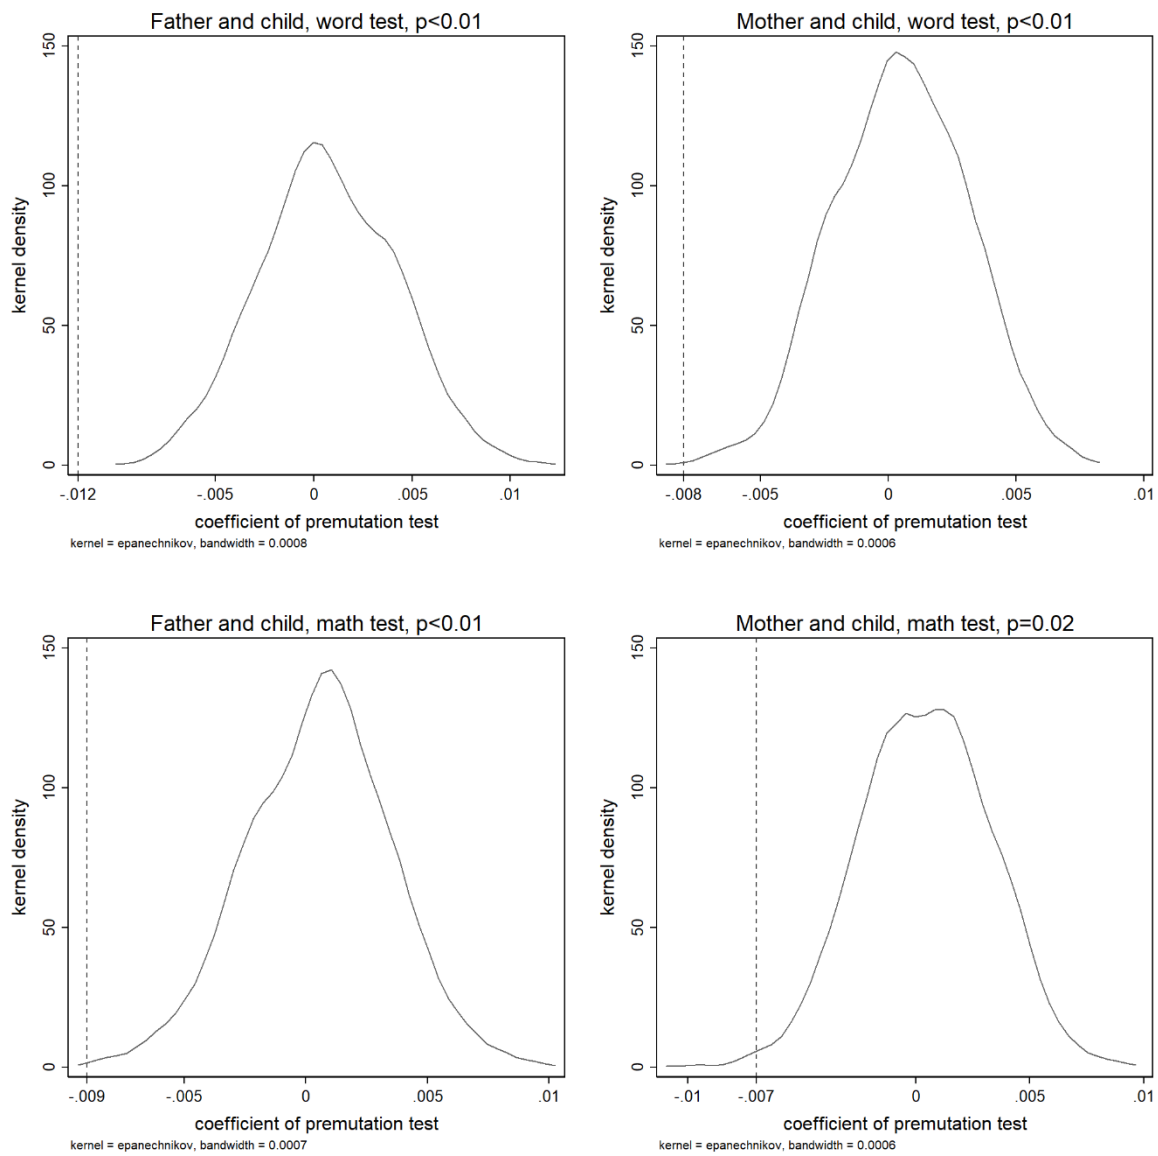 Father and child, word test, p<0.01
kernel density
0 50 100 150
-.012 -.005 0 .005 .01
coefficient of premutation test
kernel = epanechnikov, bandwidth = 0.0008
Mother and child, word test, p<0.01
kernel density
0 50 100 150
-.008 -.005 0 .005 .01
coefficient of premutation test
kernel = epanechnikov, bandwidth = 0.0006
Father and child, math test, p<0.01
kernel density
0 50 100 150
-.009 -.005 0 .005 .01
coefficient of premutation test
kernel = epanechnikov, bandwidth = 0.0007
Mother and child, math test, p=0.02
kernel density
0 50 100 150
-.01 -.007 0 .005 .01
coefficient of premutation test
kernel = epanechnikov, bandwidth = 0.0006